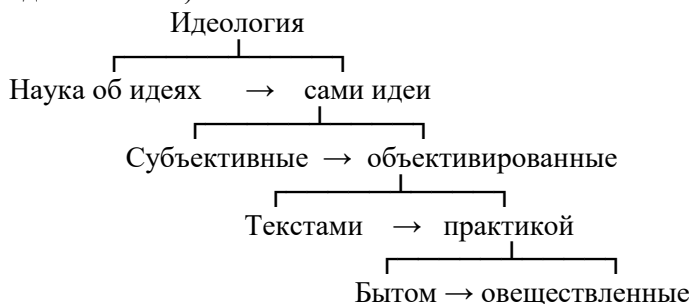 Идеология
Наука об идеях → сами идеи
Субъективные → объективированные
Текстами → практикой
Бытом → овеществленные